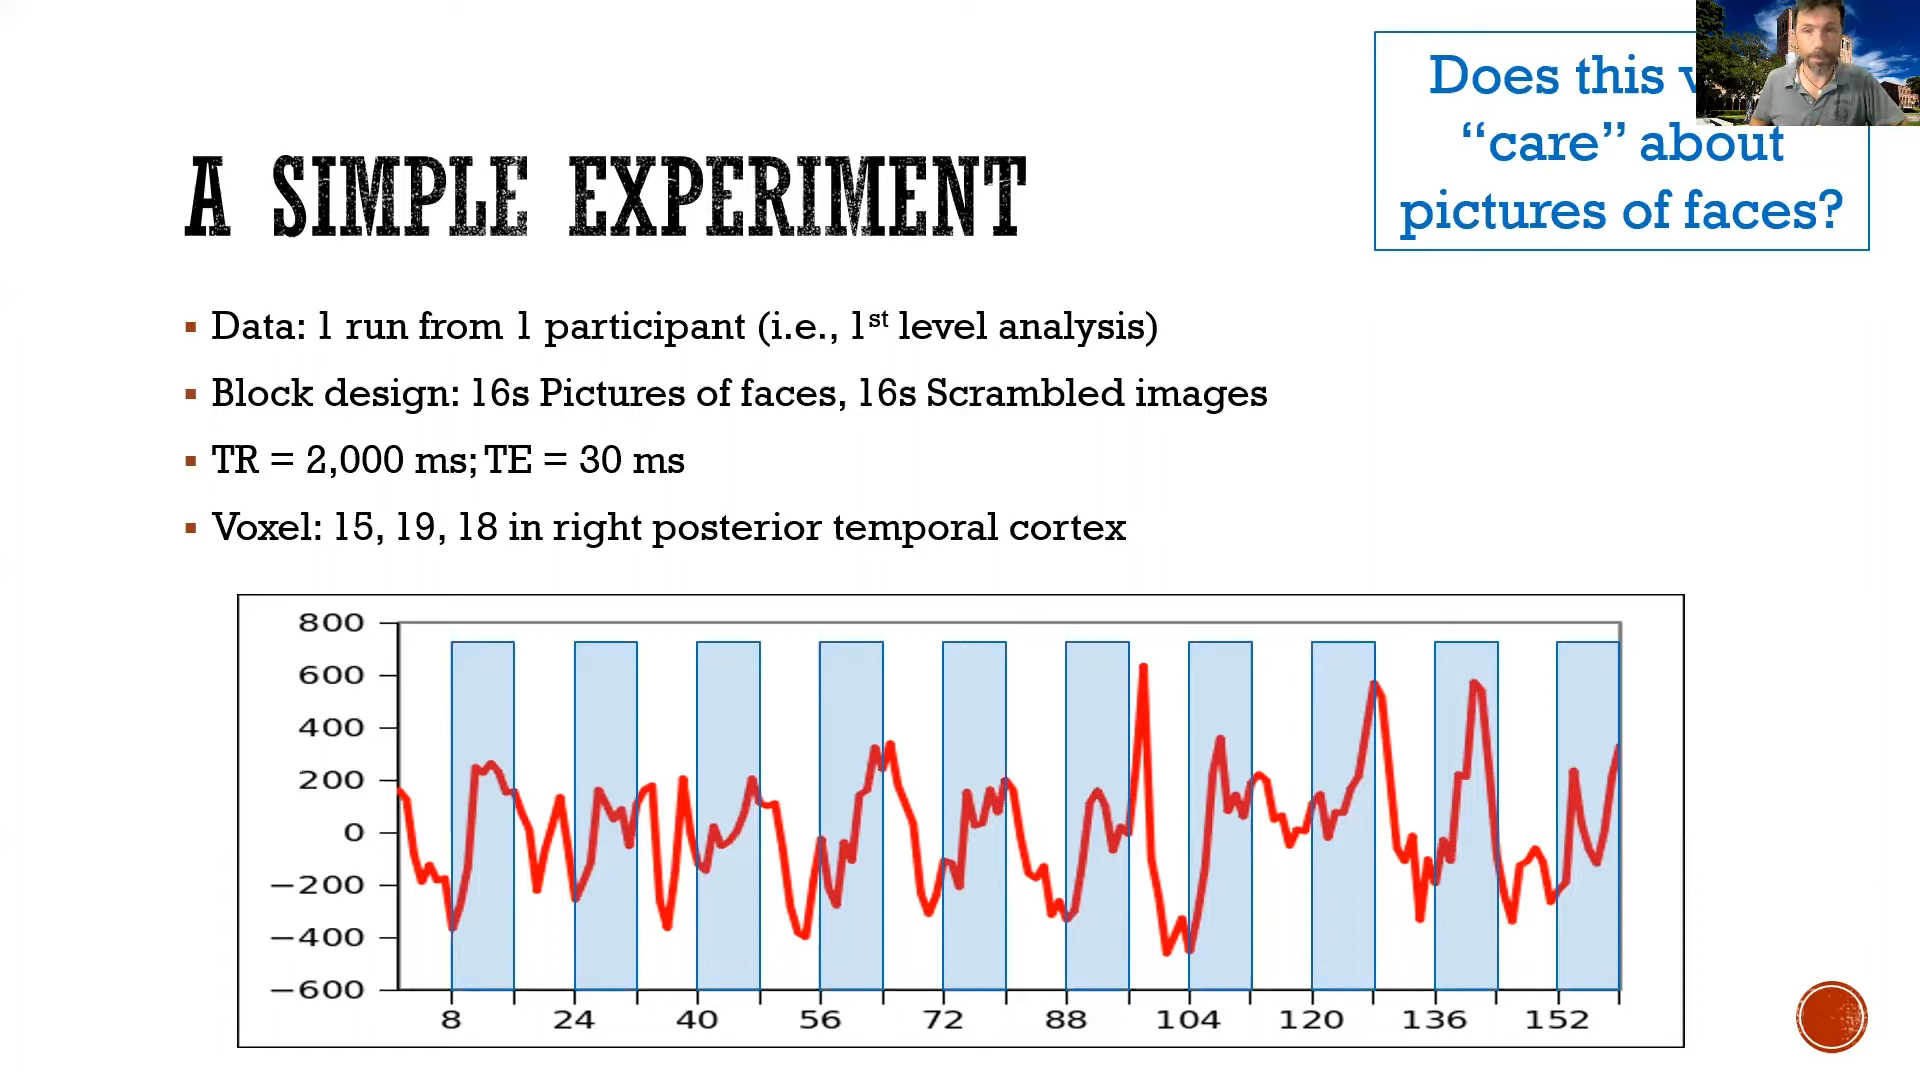 Does this
“care” about
pictures of faces?
A SIMPLE EXPERIMENT
▪ Data: 1 run from 1 participant (i.e., 1st level analysis)
▪ Block design: 16s Pictures of faces, 16s Scrambled images
▪ TR = 2,000 ms; TE = 30 ms
▪ Voxel: 15, 19, 18 in right posterior temporal cortex
800
600
400
200
0
−200
−400
−600
8 24 40 56 72 88 104 120 136 152